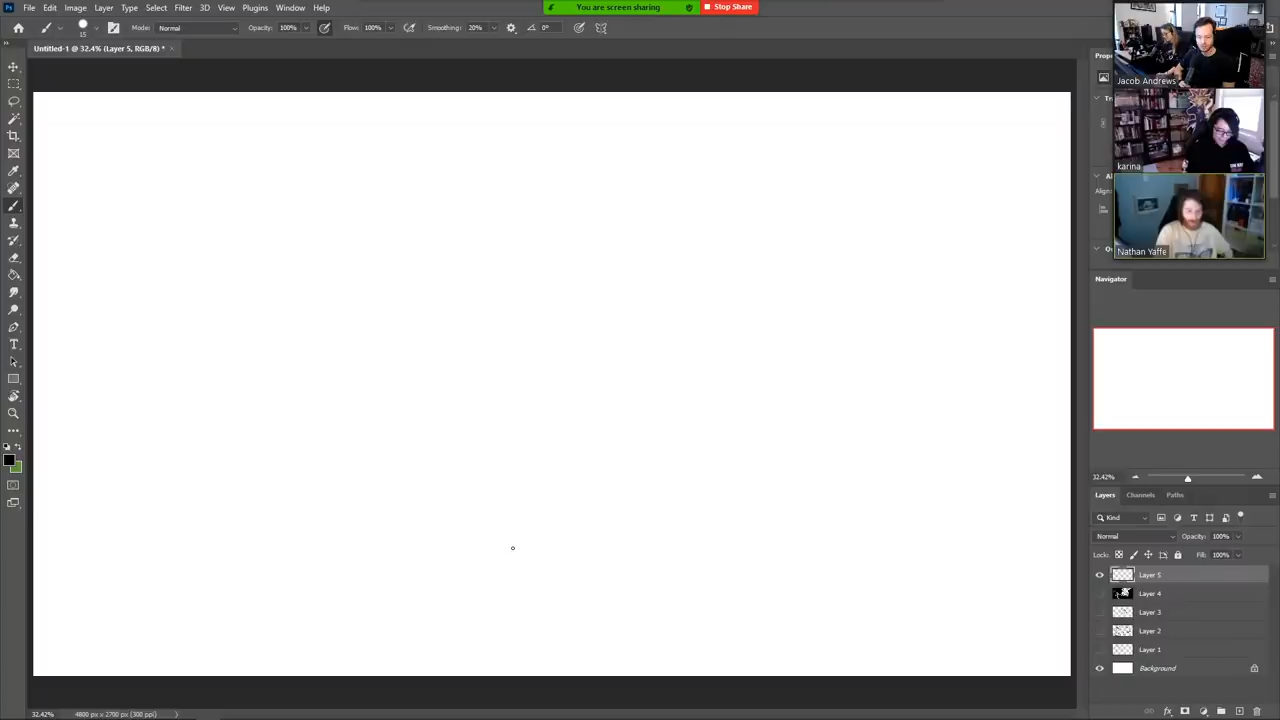 Ps File Edit Image Layer Type Select Filter 3D View Plugins Window Help
You are screen sharing
Stop Share
15 Mode: Normal Opacity: 100% Flow: 100% Smoothing: 20% 0°
Untitled-1 @ 32.4% (Layer 5, RGB/8) * ×
Jacob Andrews
karina
Nathan Yaffe
Navigator
32.42%
Layers Channels Paths
Kind
Normal Opacity: 100%
Lock: Fill: 100%
Layer 5
Layer 4
Layer 3
Layer 2
Layer 1
Background
32.42% 4800 px x 2700 px (300 ppi)